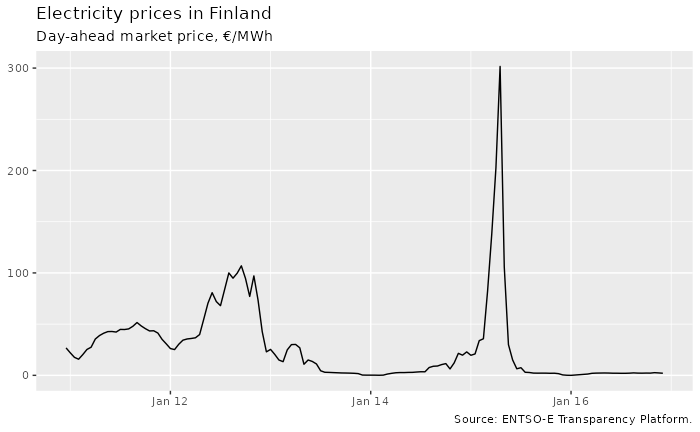 Electricity prices in Finland
Day-ahead market price, €/MWh
300
200
100
0
Jan 12
Jan 14
Jan 16
Source: ENTSO-E Transparency Platform.